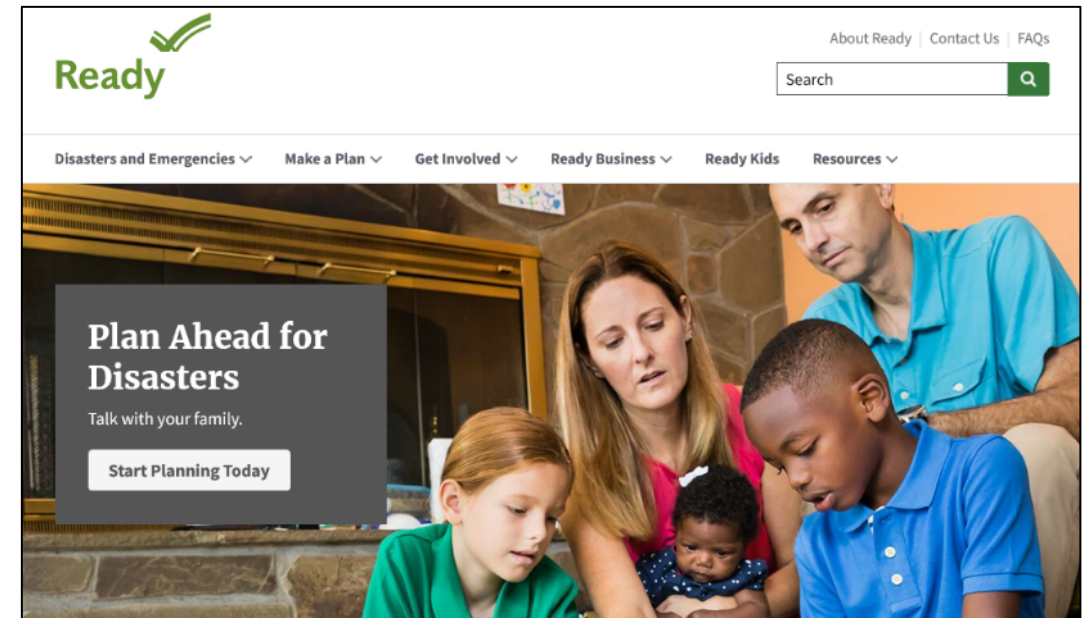 Ready
About Ready | Contact Us | FAQs
Search
Disasters and Emergencies Make a Plan Get Involved Ready Business Ready Kids Resources
Plan Ahead for
Disasters
Talk with your family.
Start Planning Today